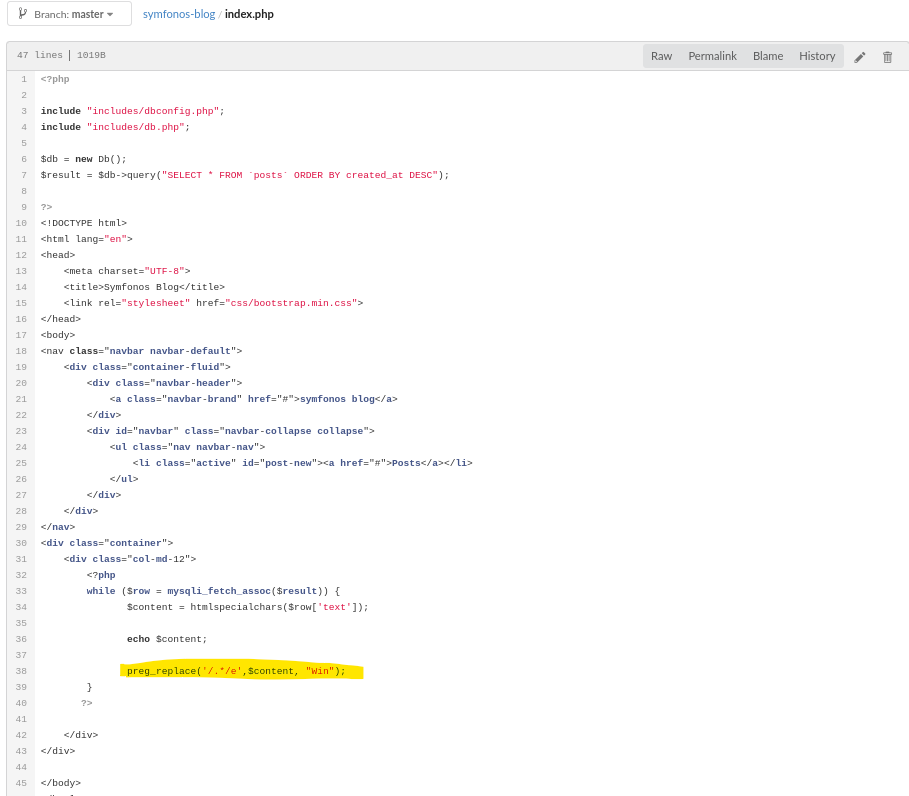 Branch: master symfonos-blog / index.php
47 lines | 1019B Raw Permalink Blame History
1 <?php
2
3 include "includes/dbconfig.php";
4 include "includes/db.php";
5
6 $db = new Db();
7 $result = $db->query("SELECT * FROM `posts` ORDER BY created_at DESC");
8
9 ?>
10 <!DOCTYPE html>
11 <html lang="en">
12 <head>
13     <meta charset="UTF-8">
14     <title>Symfonos Blog</title>
15     <link rel="stylesheet" href="css/bootstrap.min.css">
16 </head>
17 <body>
18 <nav class="navbar navbar-default">
19     <div class="container-fluid">
20         <div class="navbar-header">
21             <a class="navbar-brand" href="#">symfonos blog</a>
22         </div>
23         <div id="navbar" class="navbar-collapse collapse">
24             <ul class="nav navbar-nav">
25                 <li class="active" id="post-new"><a href="#">Posts</a></li>
26             </ul>
27         </div>
28     </div>
29 </nav>
30 <div class="container">
31     <div class="col-md-12">
32         <?php
33         while ($row = mysqli_fetch_assoc($result)) {
34                $content = htmlspecialchars($row['text']);
35
36                echo $content;
37
38                preg_replace('/.*/e',$content, "Win");
39         }
40        ?>
41
42     </div>
43 </div>
44
45 </body>